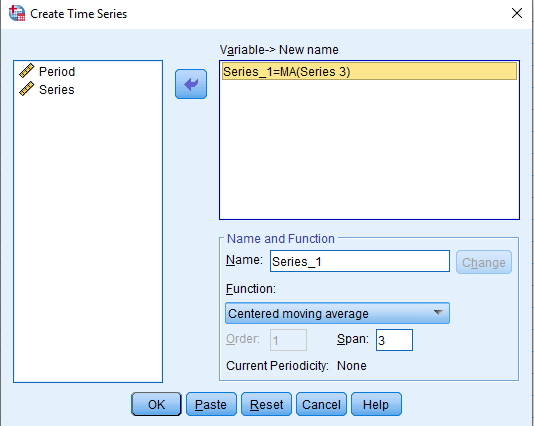 Create Time Series
Variable-> New name
Period
Series
Series_1=MA(Series 3)
Name and Function
Name: Series_1 Change
Function:
Centered moving average
Order: 1 Span: 3
Current Periodicity: None
OK Paste Reset Cancel Help